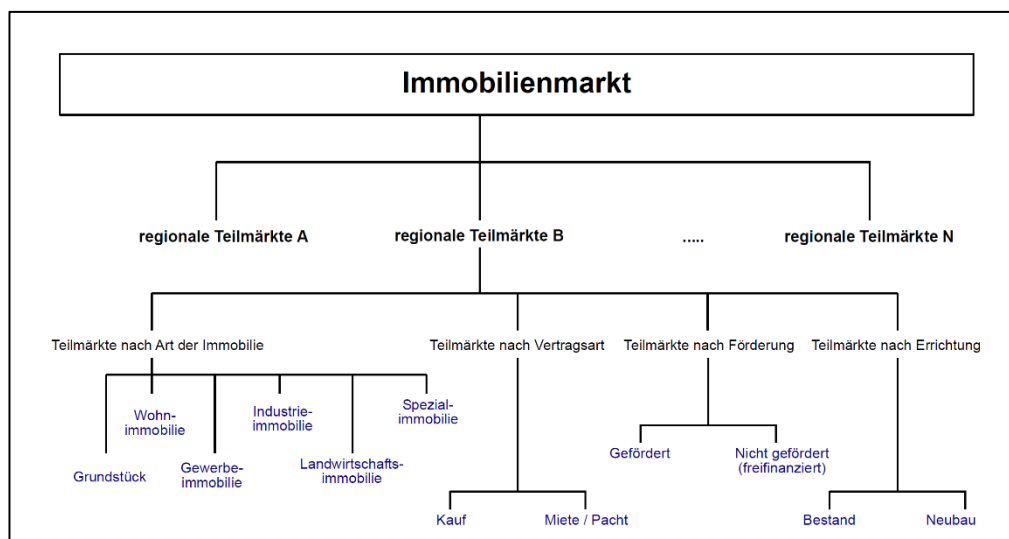 Immobilienmarkt
regionale Teilmärkte A
regionale Teilmärkte B
.....
regionale Teilmärkte N
Teilmärkte nach Art der Immobilie
Teilmärkte nach Vertragsart
Teilmärkte nach Förderung
Teilmärkte nach Errichtung
Wohn-
immobilie
Industrie-
immobilie
Spezial-
immobilie
Grundstück
Gewerbe-
immobilie
Landwirtschafts-
immobilie
Gefördert
Nicht gefördert
(freifinanziert)
Kauf
Miete / Pacht
Bestand
Neubau